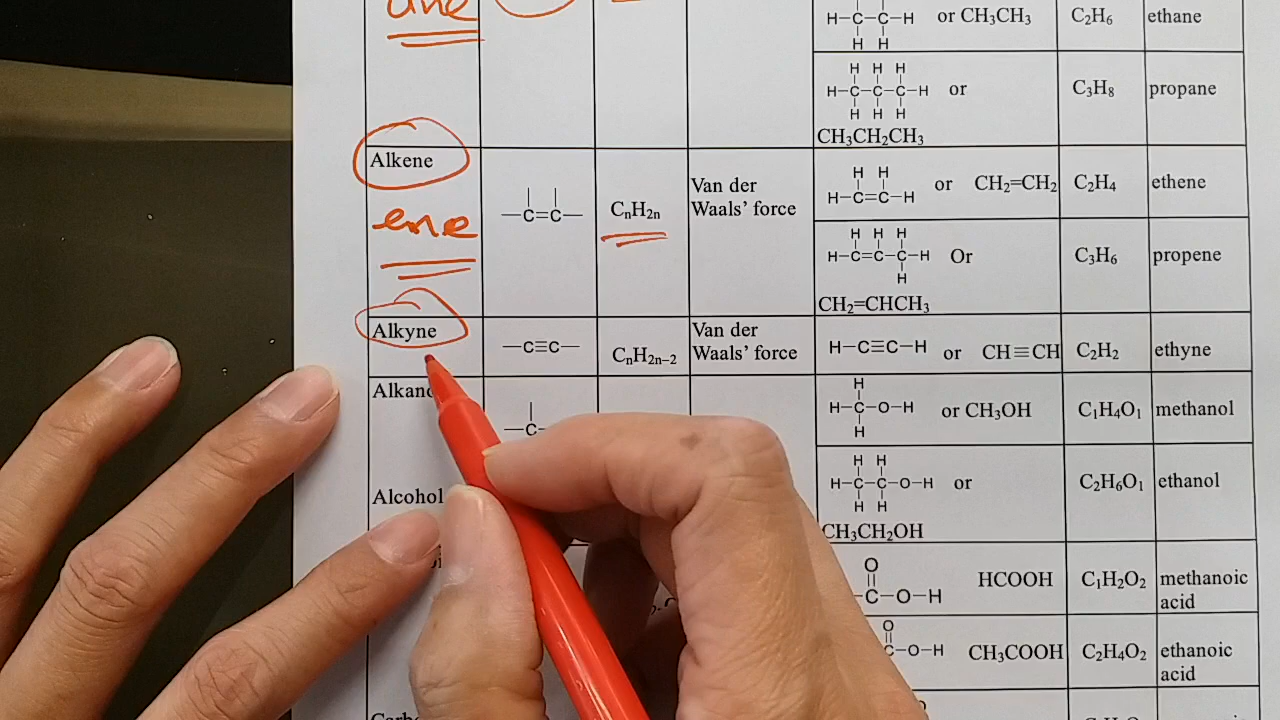 ane
H H
H-C-C-H or CH3CH3 C2H6 ethane
H H H
H-C-C-C-H or C3H8 propane
H H H
CH3CH2CH3
Alkene
ene
-C=C-
CnH2n
Van der
Waals' force
H H
H-C=C-H or CH2=CH2 C2H4 ethene
H H H
H-C=C-C-H Or C3H6 propene
H
CH2=CHCH3
Alkyne
-C≡C-
CnH2n-2
Van der
Waals' force
H-C≡C-H or CH≡CH C2H2 ethyne
Alcohol
-C-
H
H-C-O-H or CH3OH C1H4O1 methanol
H
H H
H-C-C-O-H or C2H6O1 ethanol
H H
CH3CH2OH
O
-C-O-H HCOOH C1H2O2 methanoic
acid
O
C-O-H CH3COOH C2H4O2 ethanoic
acid